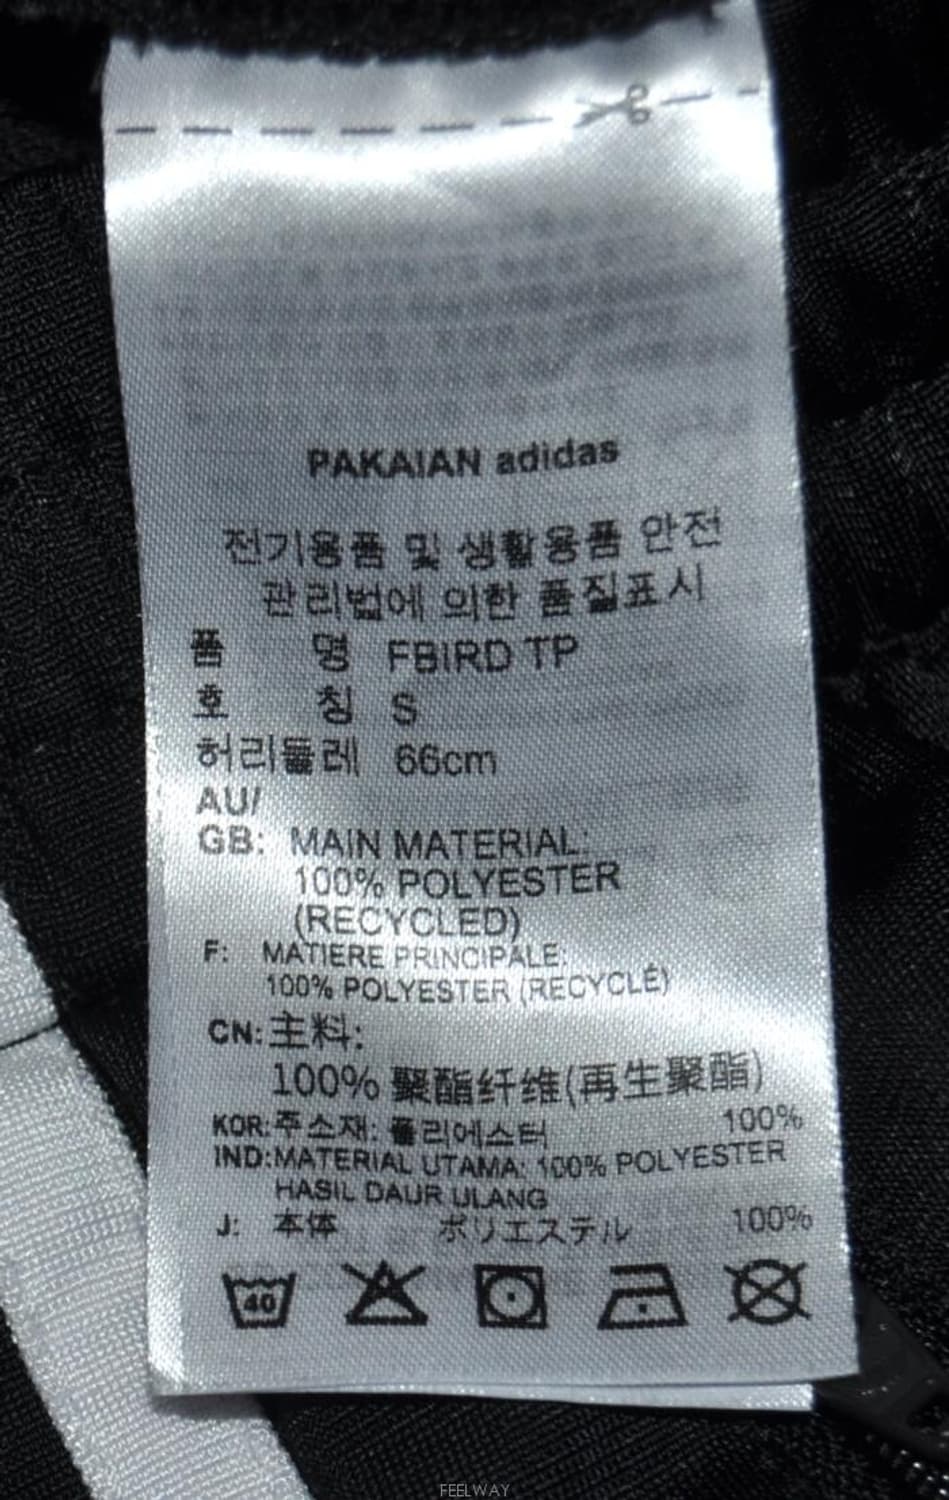 PAKAIAN adidas
전기용품 및 생활용품 안전
관리법에 의한 품질표시
품 명 FBIRD TP
호 칭 S
허리둘레 66cm
AU/
GB: MAIN MATERIAL:
100% POLYESTER
(RECYCLED)
F: MATIERE PRINCIPALE:
100% POLYESTER (RECYCLÉ)
CN: 主料:
100% 聚酯纤维(再生聚酯)
KOR: 주소재: 폴리에스터 100%
IND: MATERIAL UTAMA: 100% POLYESTER
HASIL DAUR ULANG
J: 本体 ポリエステル 100%
40
FEELWAY